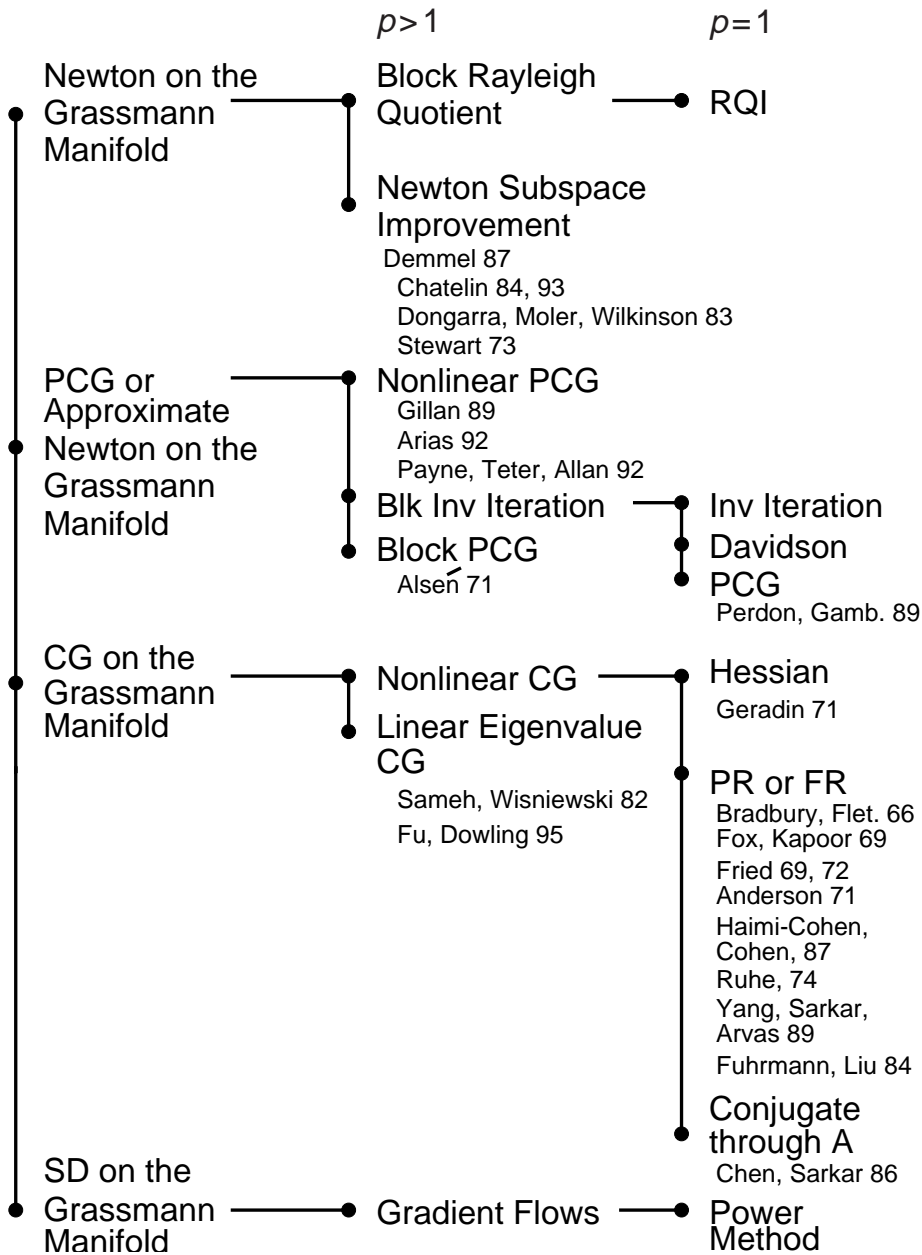 p>1
p=1
Newton on the
Grassmann
Manifold
Block Rayleigh
Quotient
RQI
Newton Subspace
Improvement
Demmel 87
Chatelin 84, 93
Dongarra, Moler, Wilkinson 83
Stewart 73
PCG or
Approximate
Newton on the
Grassmann
Manifold
Nonlinear PCG
Gillan 89
Arias 92
Payne, Teter, Allan 92
Blk Inv Iteration
Inv Iteration
Block PCG
Alsén 71
Davidson
PCG
Perdon, Gamb. 89
CG on the
Grassmann
Manifold
Nonlinear CG
Hessian
Geradin 71
Linear Eigenvalue
CG
Sameh, Wisniewski 82
Fu, Dowling 95
PR or FR
Bradbury, Flet. 66
Fox, Kapoor 69
Fried 69, 72
Anderson 71
Haimi-Cohen,
Cohen, 87
Ruhe, 74
Yang, Sarkar,
Arvas 89
Fuhrmann, Liu 84
Conjugate
through A
Chen, Sarkar 86
SD on the
Grassmann
Manifold
Gradient Flows
Power
Method